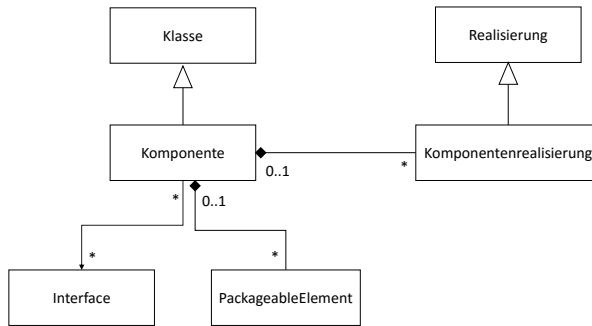 Klasse
Realisierung
Komponente
Komponentenrealisierung
0..1
*
*
0..1
*
*
Interface
PackageableElement